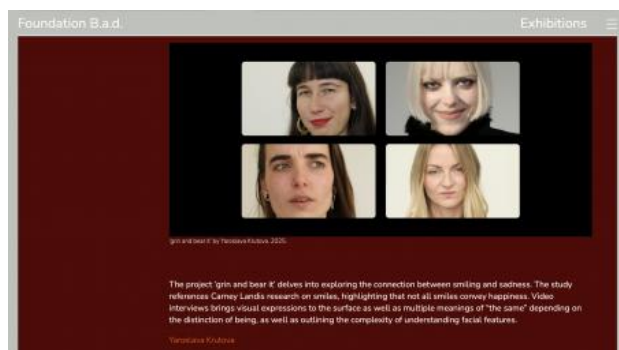 Foundation B.a.d.
Exhibitions
'grin and bear it' by Yaroslava Krutova, 2025.
The project 'grin and bear it' delves into exploring the connection between smiling and sadness. The study
references Carney Landis research on smiles, highlighting that not all smiles convey happiness. Video
interviews brings visual expressions to the surface as well as multiple meanings of "the same" depending on
the distinction of being, as well as outlining the complexity of understanding facial features.
Yaroslava Krutova